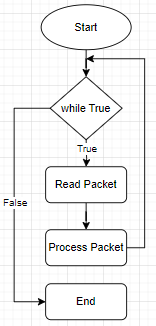 Start
while True
True
Read Packet
False
Process Packet
End